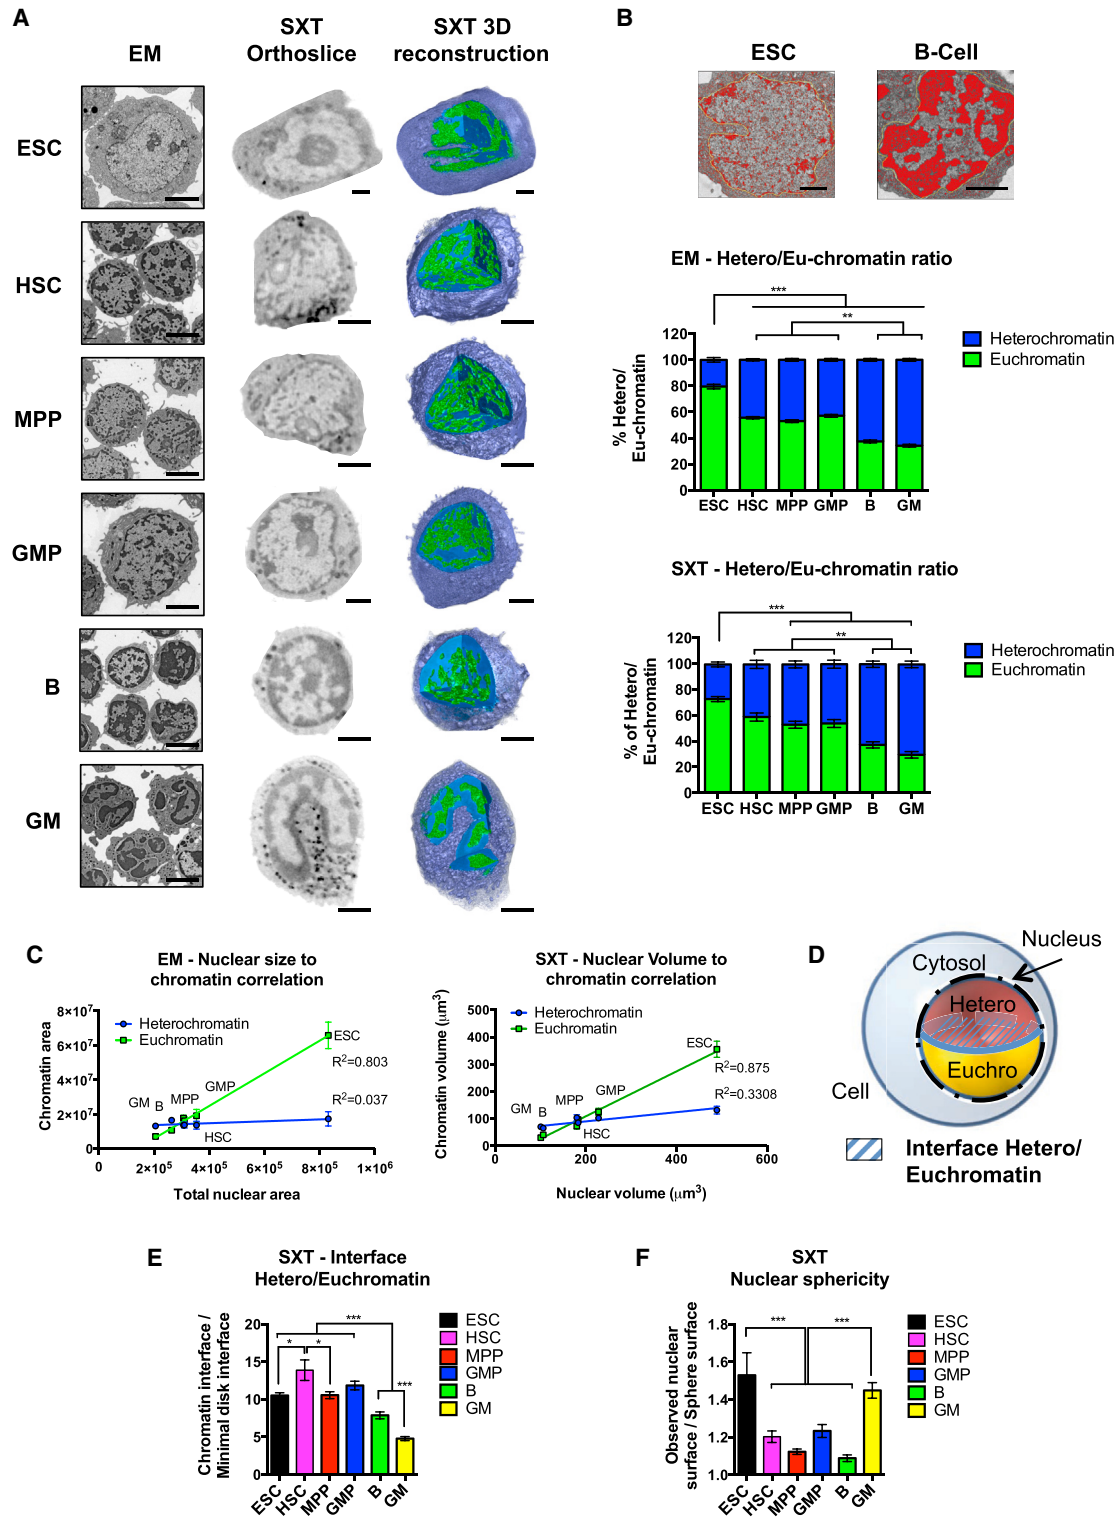 A
EM
SXT
Orthoslice
SXT 3D
reconstruction
ESC
HSC
MPP
GMP
B
GM
B
ESC
B-Cell
EM - Hetero/Eu-chromatin ratio
***
**
% Hetero/
Eu-chromatin
120
100
80
60
40
20
0
ESC HSC MPP GMP B GM
Heterochromatin
Euchromatin
SXT - Hetero/Eu-chromatin ratio
***
**
% of Hetero/
Eu-chromatin
120
100
80
60
40
20
0
ESC HSC MPP GMP B GM
Heterochromatin
Euchromatin
C
EM - Nuclear size to
chromatin correlation
Chromatin area
8×10⁷
6×10⁷
4×10⁷
2×10⁷
0
Heterochromatin
Euchromatin
ESC
R²=0.803
GMP
R²=0.037
GM B MPP
HSC
0 2×10⁵ 4×10⁵ 6×10⁵ 8×10⁵ 1×10⁶
Total nuclear area
SXT - Nuclear Volume to
chromatin correlation
Chromatin volume (μm³)
500
400
300
200
100
0
Heterochromatin
Euchromatin
ESC
R²=0.875
R²=0.3308
GM B MPP GMP
HSC
0 200 400 600
Nuclear volume (μm³)
D
Nucleus
Cytosol
Hetero
Euchro
Cell
Interface Hetero/
Euchromatin
E
SXT - Interface
Hetero/Euchromatin
Chromatin interface /
Minimal disk interface
20
15
10
5
0
***
* *
***
ESC HSC MPP GMP B GM
ESC
HSC
MPP
GMP
B
GM
F
SXT
Nuclear sphericity
Observed nuclear
surface / Sphere surface
1.8
1.6
1.4
1.2
1.0
*** ***
ESC HSC MPP GMP B GM
ESC
HSC
MPP
GMP
B
GM